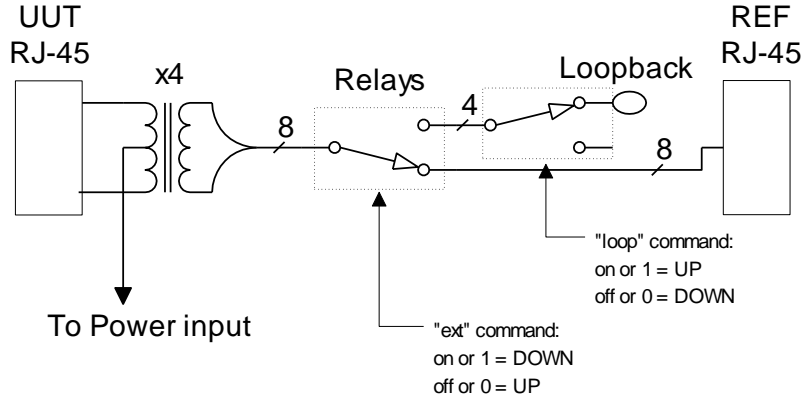 UUT
RJ-45
REF
RJ-45
x4
Relays
Loopback
8
4
8
To Power input
"loop" command:
on or 1 = UP
off or 0 = DOWN
"ext" command:
on or 1 = DOWN
off or 0 = UP